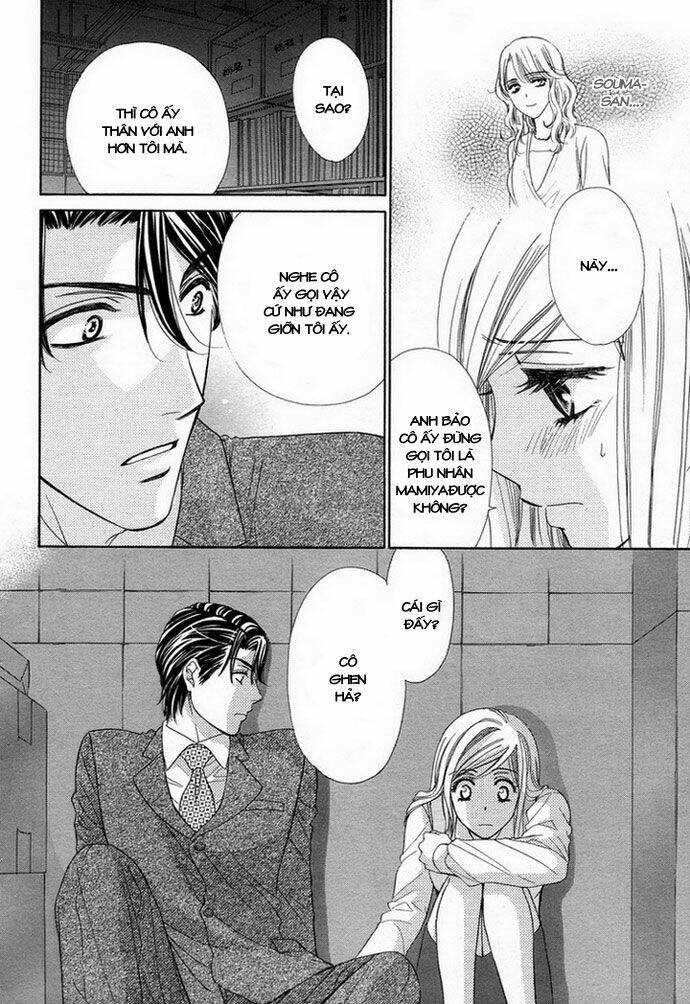 SOUMA-
SAN...
NÀY...
ANH BẢO
CÔ ẤY ĐỪNG
GỌI TÔI LÀ
PHU NHÂN
MAMIYAĐƯỢC
KHÔNG?
TẠI
SAO?
THÌ CÔ ẤY
THÂN VỚI ANH
HƠN TÔI MÀ.
NGHE CÔ
ẤY GỌI VẬY
CỨ NHƯ ĐANG
GIỠN TÔI ẤY.
CÁI GÌ
ĐẤY?
CÔ
GHEN
HẢ?